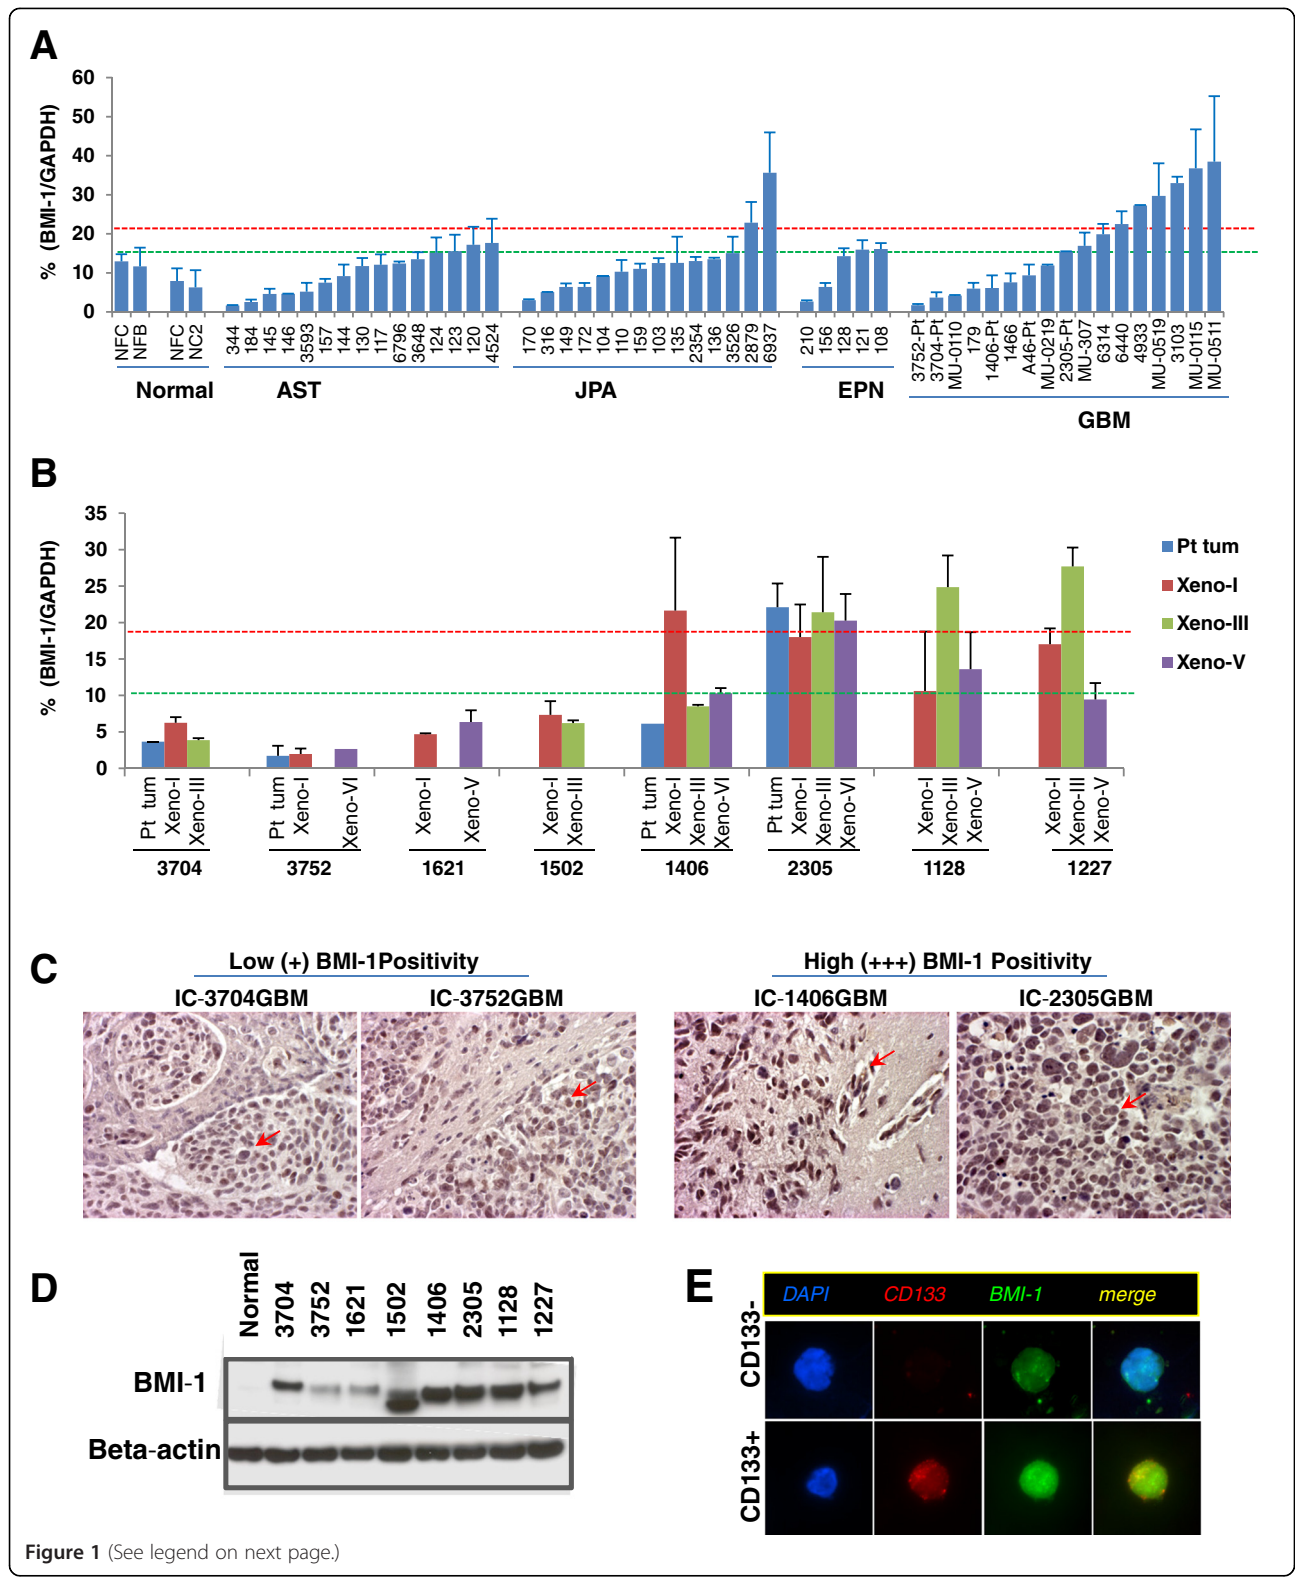 A
% (BMI-1/GAPDH)
60
50
40
30
20
10
0
NFC NFB NFC NC2
344 184 145 146 3593 157 144 130 117 6796 3648 124 123 120 4524
170 316 149 172 104 110 159 103 135 2354 136 3526 2879 6937
210 156 128 121 108
3752-Pt 3704-Pt MU-0110 179 1406-Pt 1466 A46-Pt MU-0219 2305-Pt MU-307 6314 6440 4933 MU-0519 3103 MU-0115 MU-0511
Normal AST JPA EPN
GBM
B
% (BMI-1/GAPDH)
35
30
25
20
15
10
5
0
Pt tum
Xeno-I
Xeno-III
Xeno-V
Pt tum Xeno-I Xeno-III
Pt tum Xeno-I Xeno-VI
Xeno-I Xeno-V
Xeno-I Xeno-III
Pt tum Xeno-I Xeno-III Xeno-VI
Pt tum Xeno-I Xeno-III Xeno-VI
Xeno-I Xeno-III Xeno-V
Xeno-I Xeno-III Xeno-V
3704 3752 1621 1502 1406 2305 1128 1227
C
Low (+) BMI-1Positivity High (+++) BMI-1 Positivity
IC-3704GBM IC-3752GBM IC-1406GBM IC-2305GBM
D
Normal 3704 3752 1621 1502 1406 2305 1128 1227
BMI-1
Beta-actin
E
DAPI CD133 BMI-1 merge
CD133-
CD133+
Figure 1 (See legend on next page.)